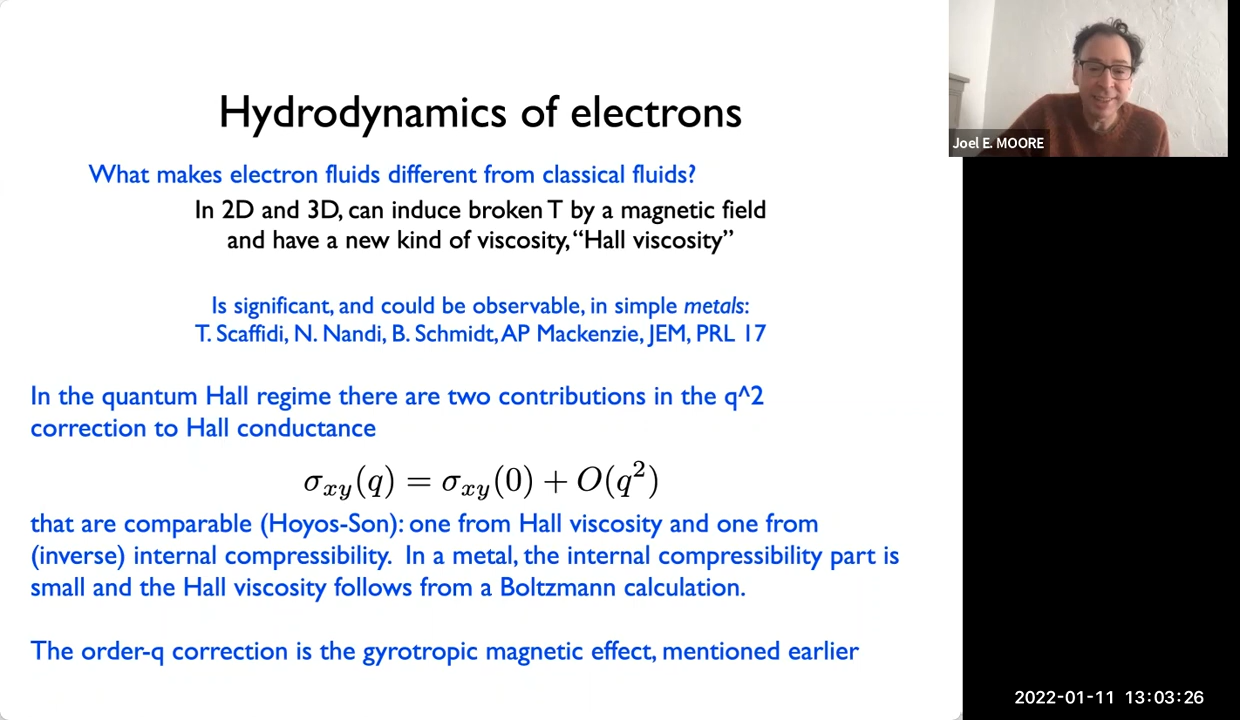 Hydrodynamics of electrons
What makes electron fluids different from classical fluids?
In 2D and 3D, can induce broken T by a magnetic field
and have a new kind of viscosity, “Hall viscosity”
Is significant, and could be observable, in simple metals:
T. Scaffidi, N. Nandi, B. Schmidt, AP Mackenzie, JEM, PRL 17
In the quantum Hall regime there are two contributions in the q^2
correction to Hall conductance
σxy(q) = σxy(0) + O(q²)
that are comparable (Hoyos-Son): one from Hall viscosity and one from
(inverse) internal compressibility. In a metal, the internal compressibility part is
small and the Hall viscosity follows from a Boltzmann calculation.
The order-q correction is the gyrotropic magnetic effect, mentioned earlier
Joel E. MOORE
2022-01-11 13:03:26